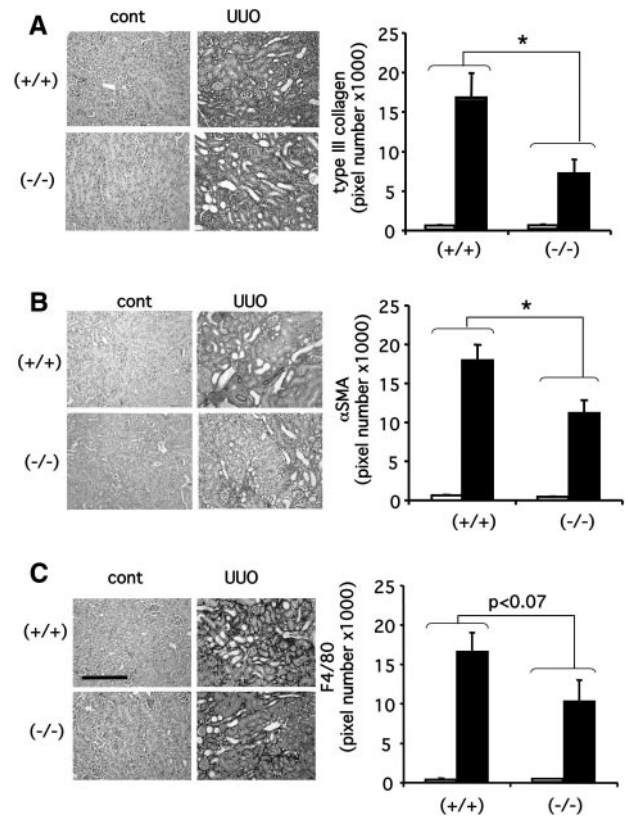 A
cont UUO
(+/+)
(-/-)
type III collagen
(pixel number x1000)
25
20
15
10
5
0
*
(+/+) (-/-)
B
cont UUO
(+/+)
(-/-)
αSMA
(pixel number x1000)
25
20
15
10
5
0
*
(+/+) (-/-)
C
cont UUO
(+/+)
(-/-)
F4/80
(pixel number x1000)
25
20
15
10
5
0
p<0.07
(+/+) (-/-)